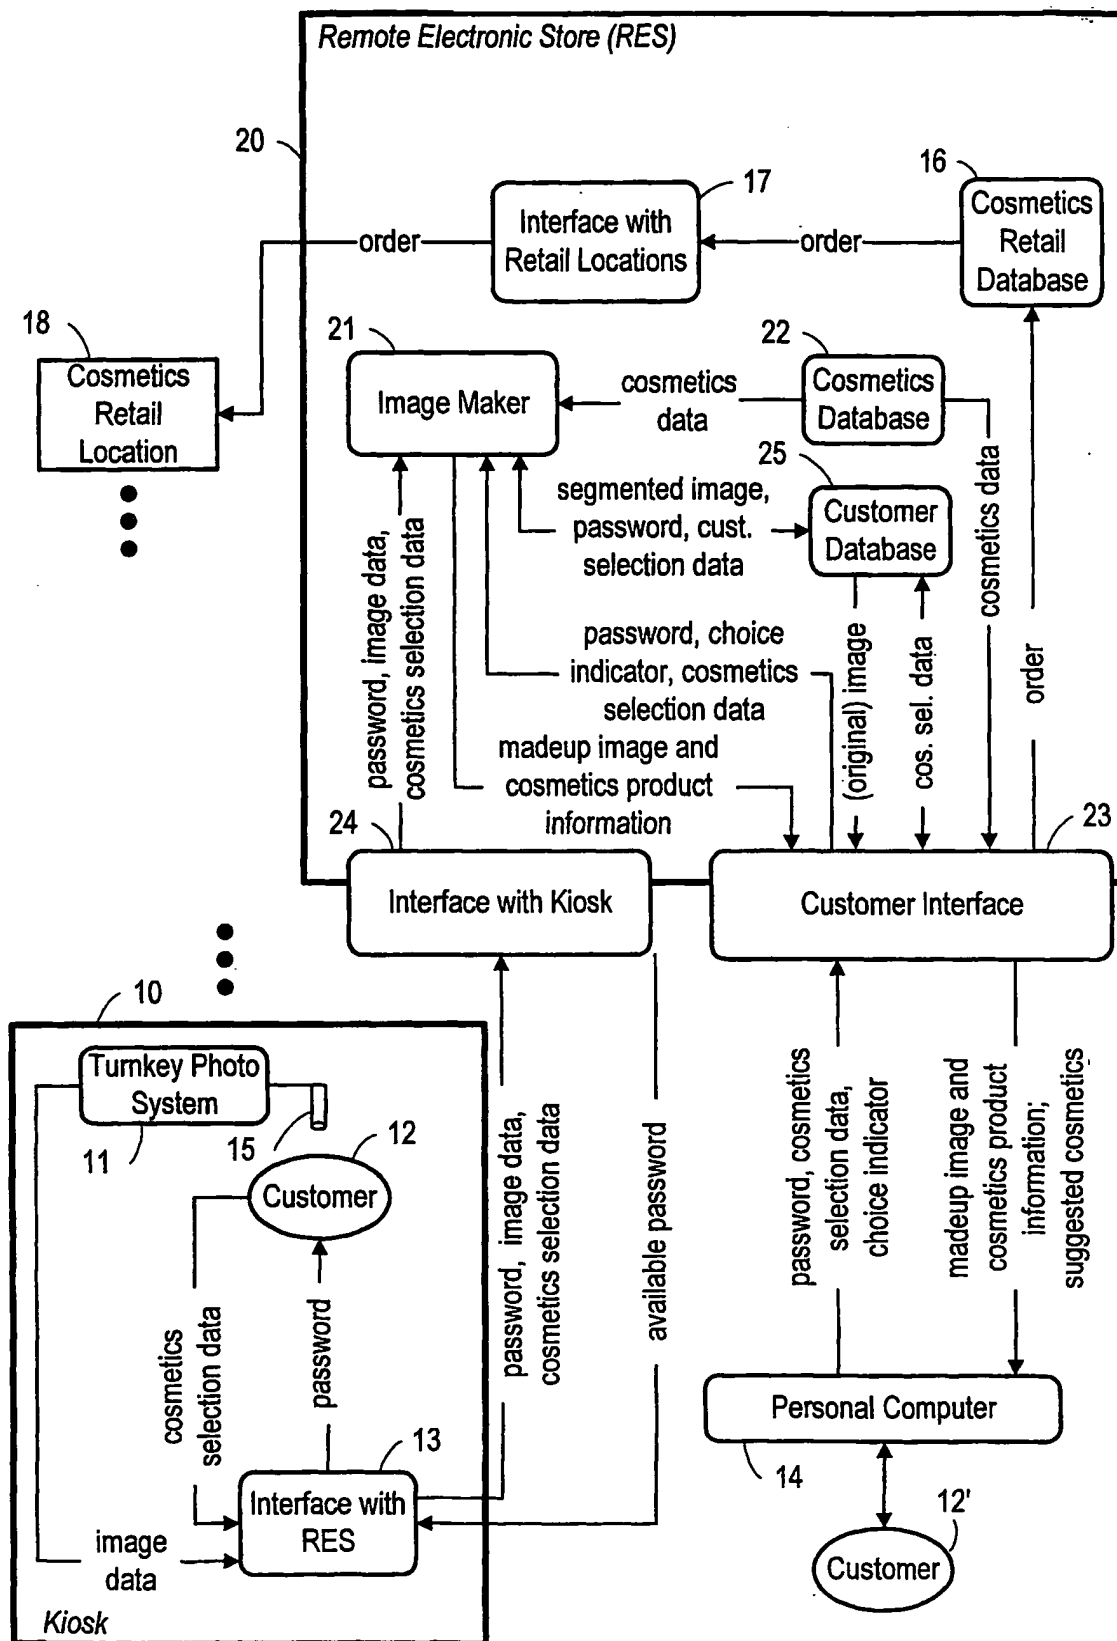 Remote Electronic Store (RES)
20
16
17
Cosmetics
Retail
Database
Interface with
Retail Locations
order
order
18
Cosmetics
Retail
Location
21
Image Maker
22
Cosmetics
Database
cosmetics
data
25
Customer
Database
segmented image,
password, cust.
selection data
password, image data,
cosmetics selection data
password, choice
indicator, cosmetics
selection data
madeup image and
cosmetics product
information
(original) image
cos. sel. data
cosmetics data
order
24
Interface with Kiosk
23
Customer Interface
10
Turnkey Photo
System
11
15
12
Customer
cosmetics
selection data
password
13
Interface with
RES
image
data
Kiosk
password, image data,
cosmetics selection data
available password
password, cosmetics
selection data,
choice indicator
madeup image and
cosmetics product
information;
suggested cosmetics
Personal Computer
14
12'
Customer